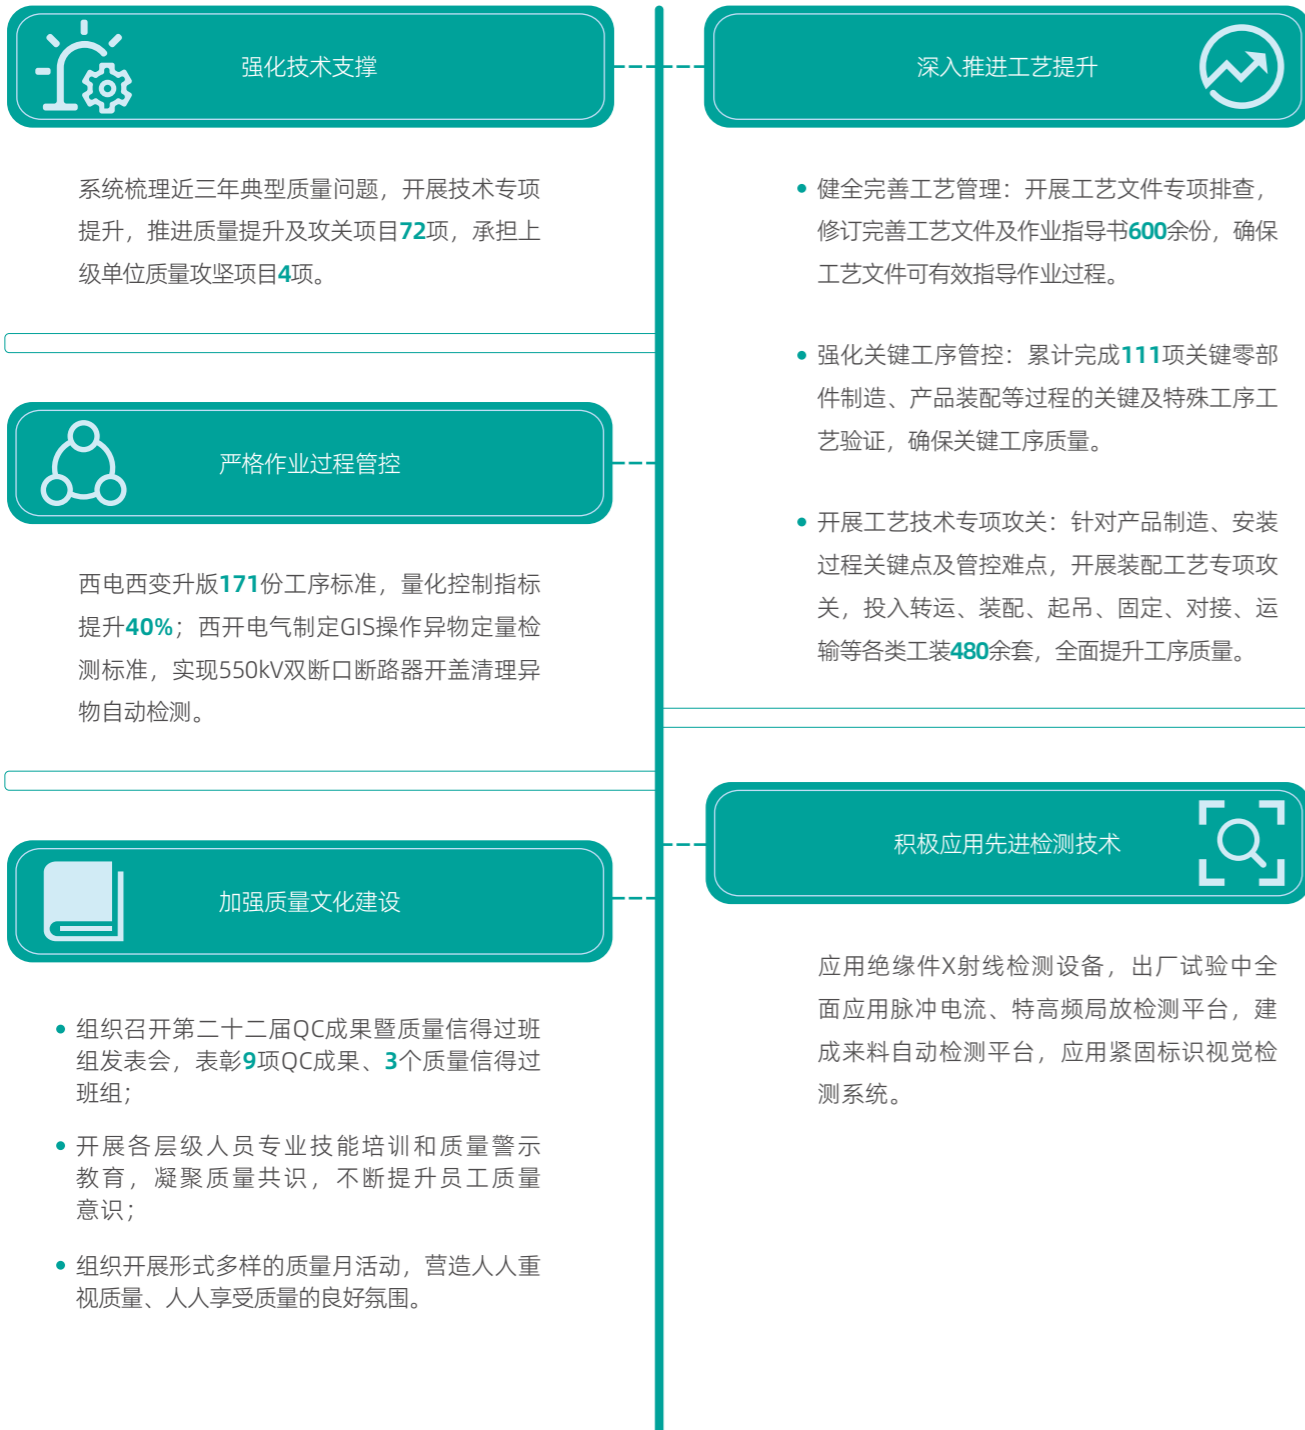 强化技术支撑
系统梳理近三年典型质量问题，开展技术专项
提升，推进质量提升及攻关项目72项，承担上
级单位质量攻坚项目4项。
严格作业过程管控
西电西变升版171份工序标准，量化控制指标
提升40%；西开电气制定GIS操作异物定量检
测标准，实现550kV双断口断路器开盖清理异
物自动检测。
加强质量文化建设
组织召开第二十二届QC成果暨质量信得过班
组发表会，表彰9项QC成果、3个质量信得过
班组；
开展各层级人员专业技能培训和质量警示
教育，凝聚质量共识，不断提升员工质量
意识；
组织开展形式多样的质量月活动，营造人人重
视质量、人人享受质量的良好氛围。
深入推进工艺提升
健全完善工艺管理：开展工艺文件专项排查，
修订完善工艺文件及作业指导书600余份，确保
工艺文件可有效指导作业过程。
强化关键工序管控：累计完成111项关键零部
件制造、产品装配等过程的关键及特殊工序工
艺验证，确保关键工序质量。
开展工艺技术专项攻关：针对产品制造、安装
过程关键点及管控难点，开展装配工艺专项攻
关，投入转运、装配、起吊、固定、对接、运
输等各类工装480余套，全面提升工序质量。
积极应用先进检测技术
应用绝缘件X射线检测设备，出厂试验中全
面应用脉冲电流、特高频局放检测平台，建
成来料自动检测平台，应用紧固标识视觉检
测系统。